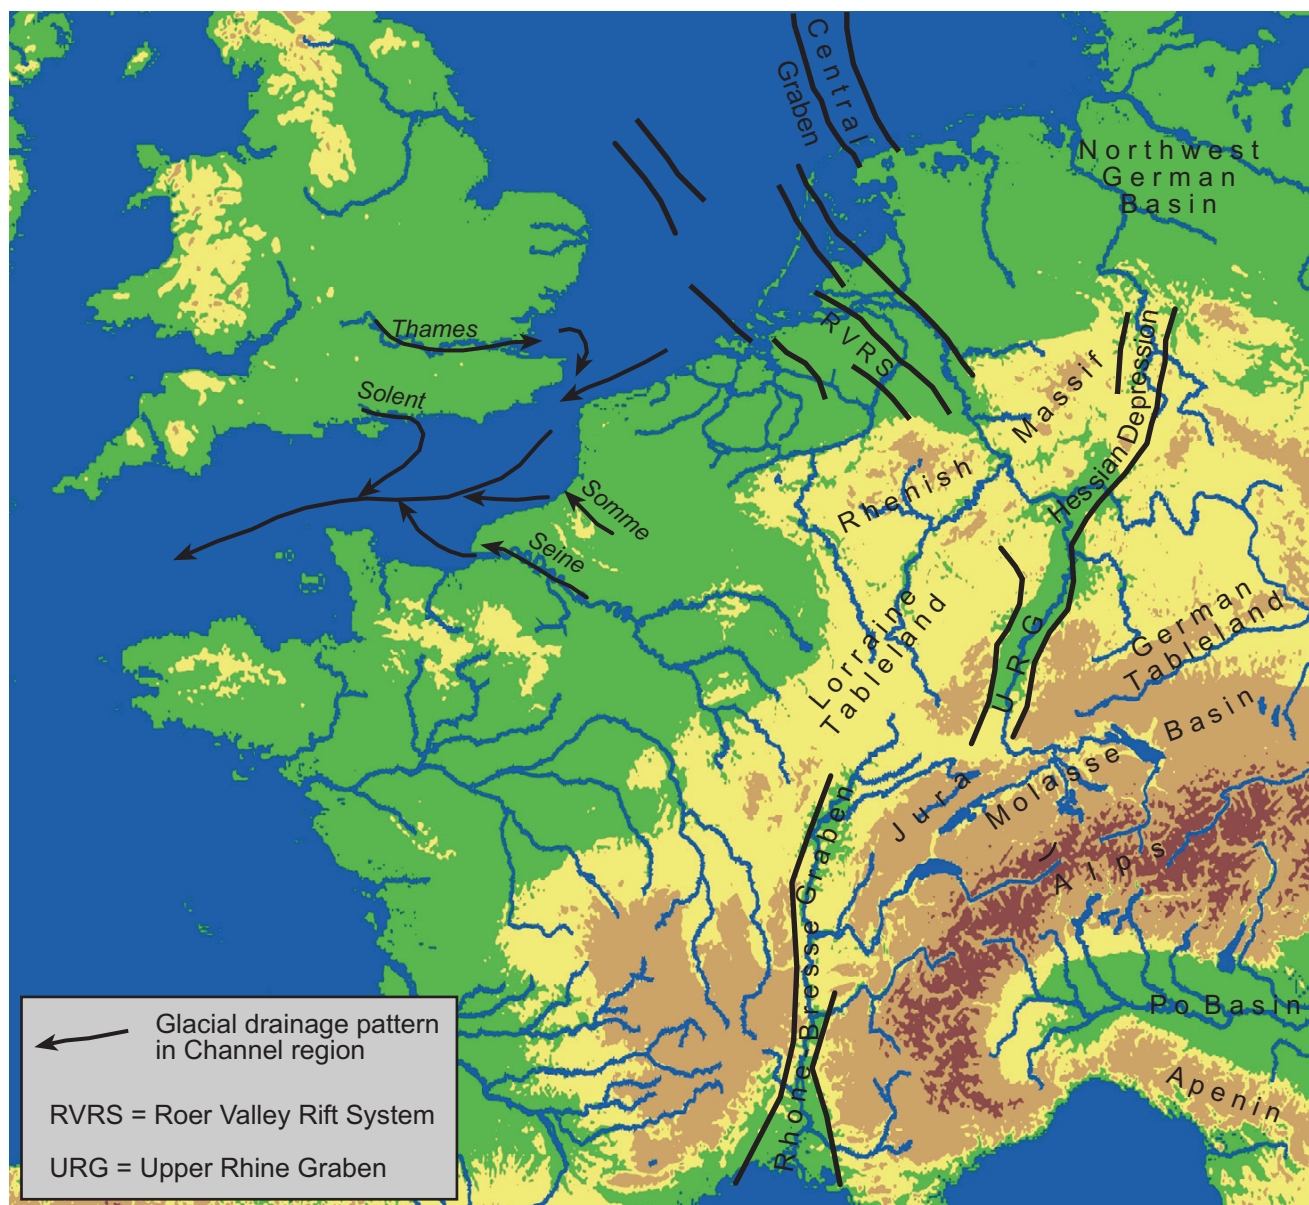 Central
Graben
Northwest
German
Basin
Thames
RVRS
Solent
Massif
Hessian Depression
Rhenish
Somme
Seine
Lorraine
Tableland
URG
German
Tableland
Basin
Molasse
Jura
Alps
Rhone-Bresse Graben
Po Basin
Apenin
Glacial drainage pattern
in Channel region
RVRS = Roer Valley Rift System
URG = Upper Rhine Graben